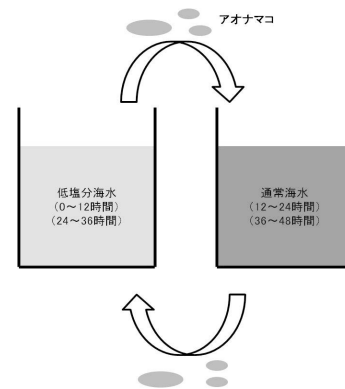 アオナマコ
低塩分海水
(0～12時間)
(24～36時間)
通常海水
(12～24時間)
(36～48時間)